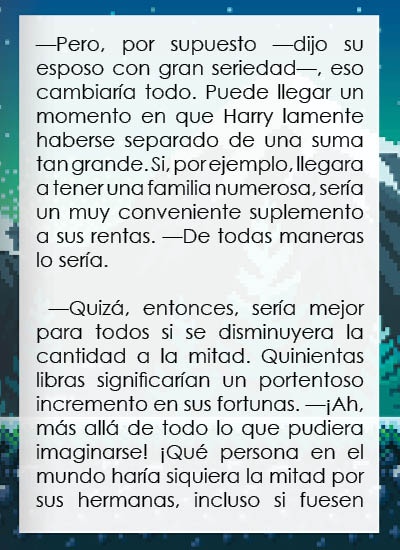 —Pero, por supuesto —dijo su
esposo con gran seriedad—, eso
cambiaría todo. Puede llegar un
momento en que Harry lamente
haberse separado de una suma
tan grande. Si, por ejemplo, llegara
a tener una familia numerosa, sería
un muy conveniente suplemento
a sus rentas. —De todas maneras
lo sería.
—Quizá, entonces, sería mejor
para todos si se disminuyera la
cantidad a la mitad. Quinientas
libras significarían un portentoso
incremento en sus fortunas. —¡Ah,
más allá de todo lo que pudiera
imaginarse! ¡Qué persona en el
mundo haría siquiera la mitad por
sus hermanas, incluso si fuesen